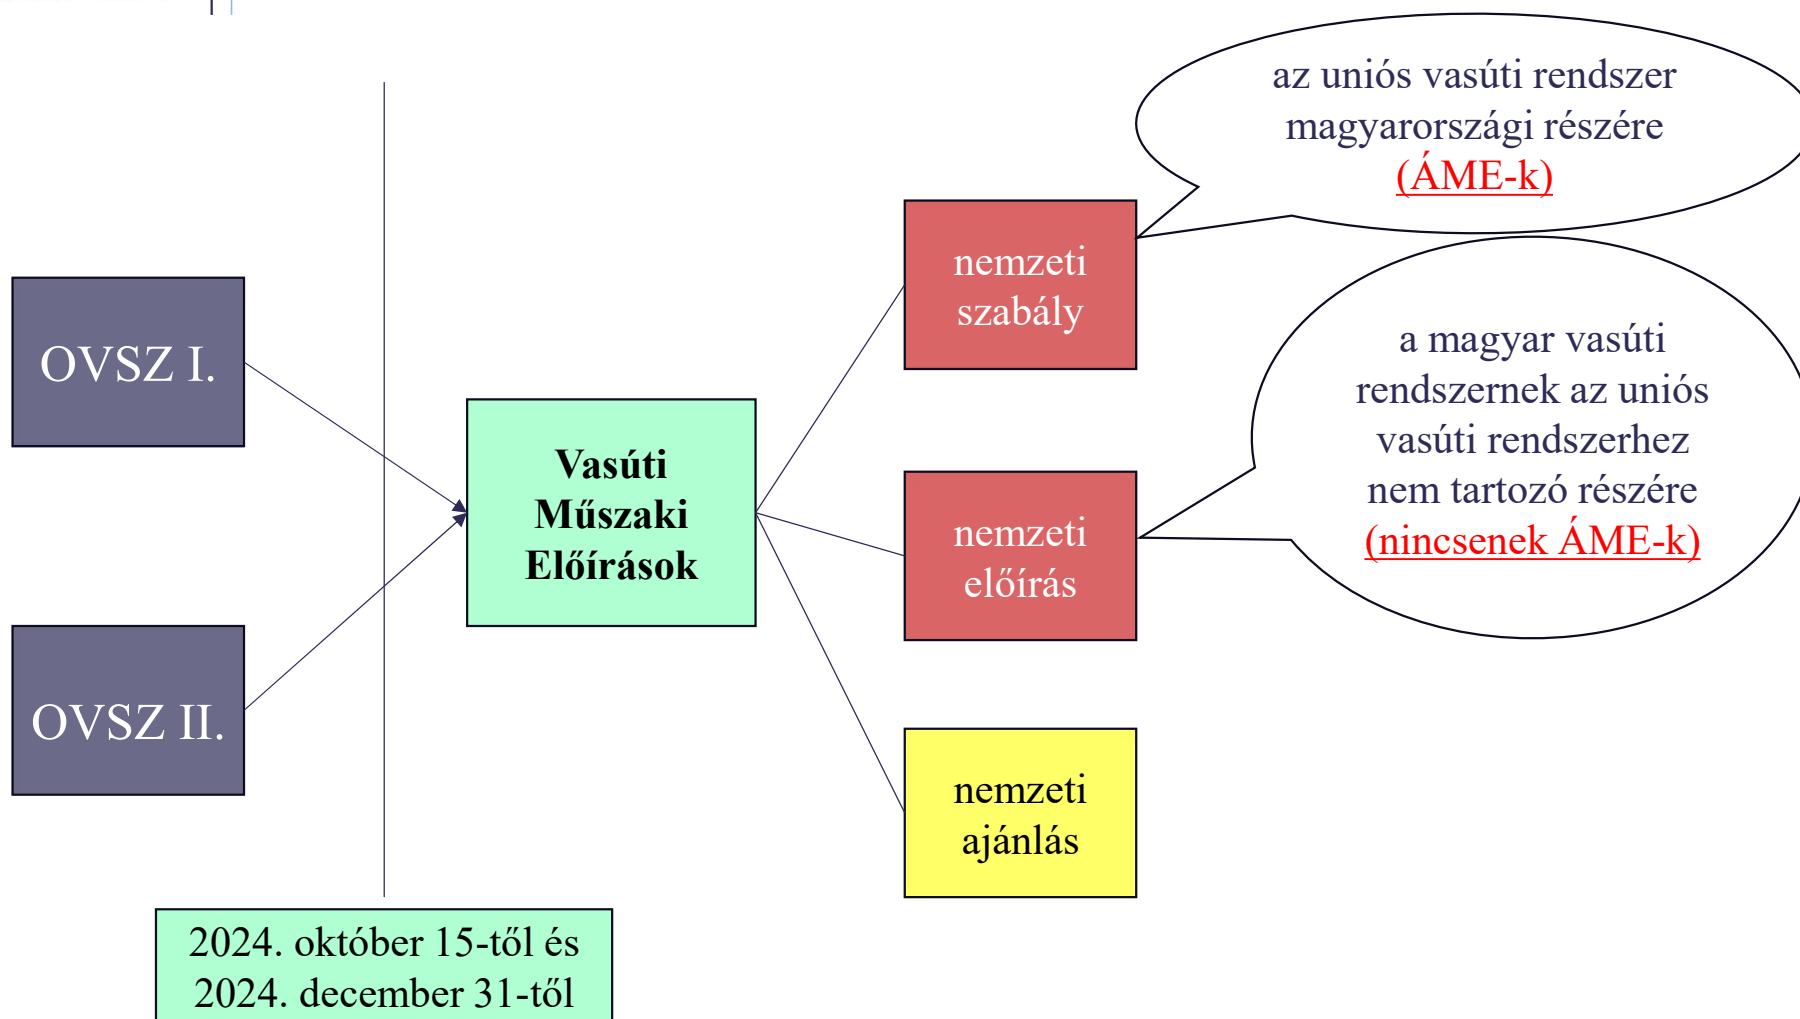 OVSZ I.
OVSZ II.
2024. október 15-től és
2024. december 31-től
Vasúti
Műszaki
Előírások
nemzeti
szabály
nemzeti
előírás
nemzeti
ajánlás
az uniós vasúti rendszer
magyarországi részére
(ÁME-k)
a magyar vasúti
rendszernek az uniós
vasúti rendszerhez
nem tartozó részére
(nincsenek ÁME-k)